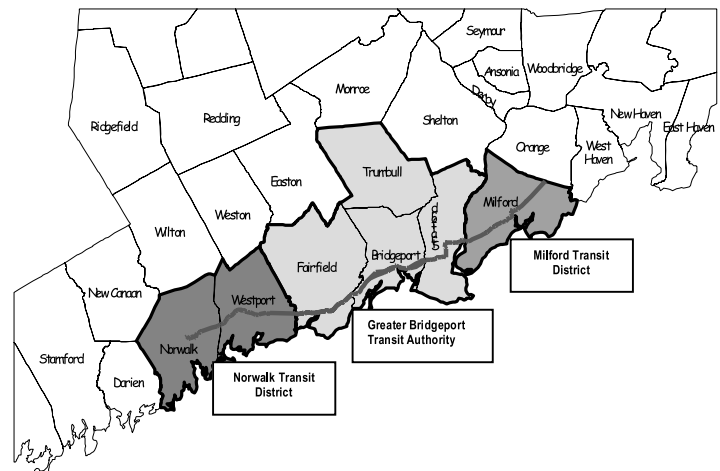 Seymour
Ansonia
Woodbridge
Derby
Monroe
Shelton
New Haven
East Haven
Redding
Ridgefield
Orange
West
Haven
Trumbull
Easton
Milford
Stratford
Weston
Wilton
Bridgeport
Fairfield
Milford Transit
District
New Canaan
Westport
Greater Bridgeport
Transit Authority
Norwalk
Stamford
Darien
Norwalk Transit
District